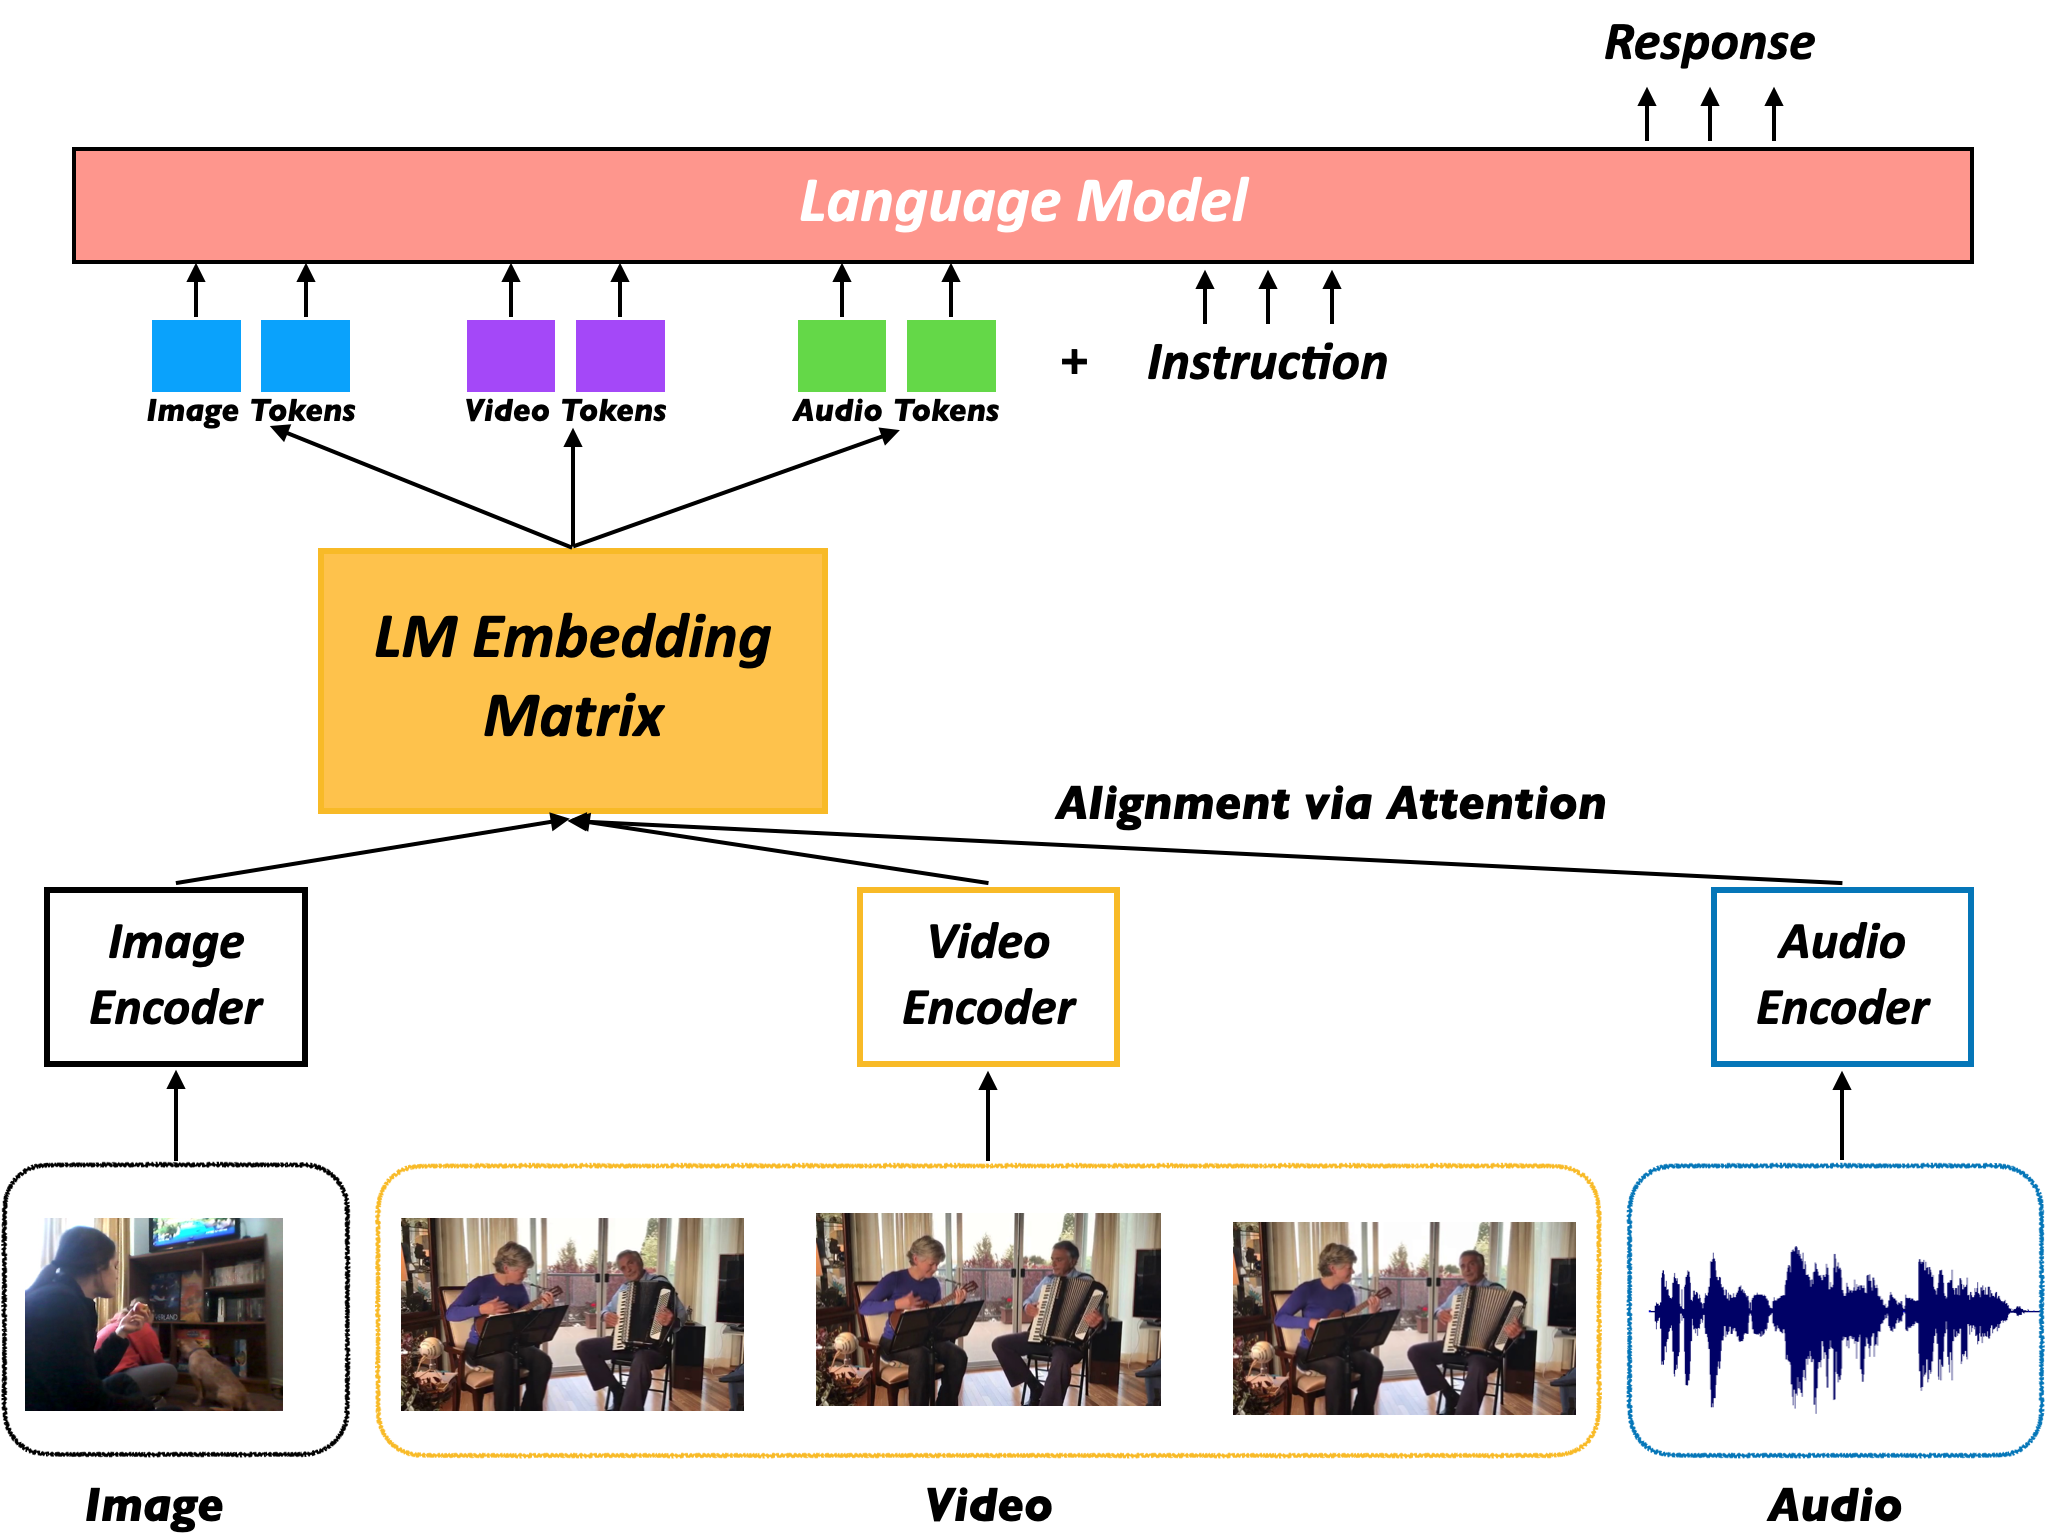 Response
Language Model
Image Tokens
Video Tokens
Audio Tokens
+
Instruction
LM Embedding
Matrix
Alignment via Attention
Image
Encoder
Video
Encoder
Audio
Encoder
Image
Video
Audio